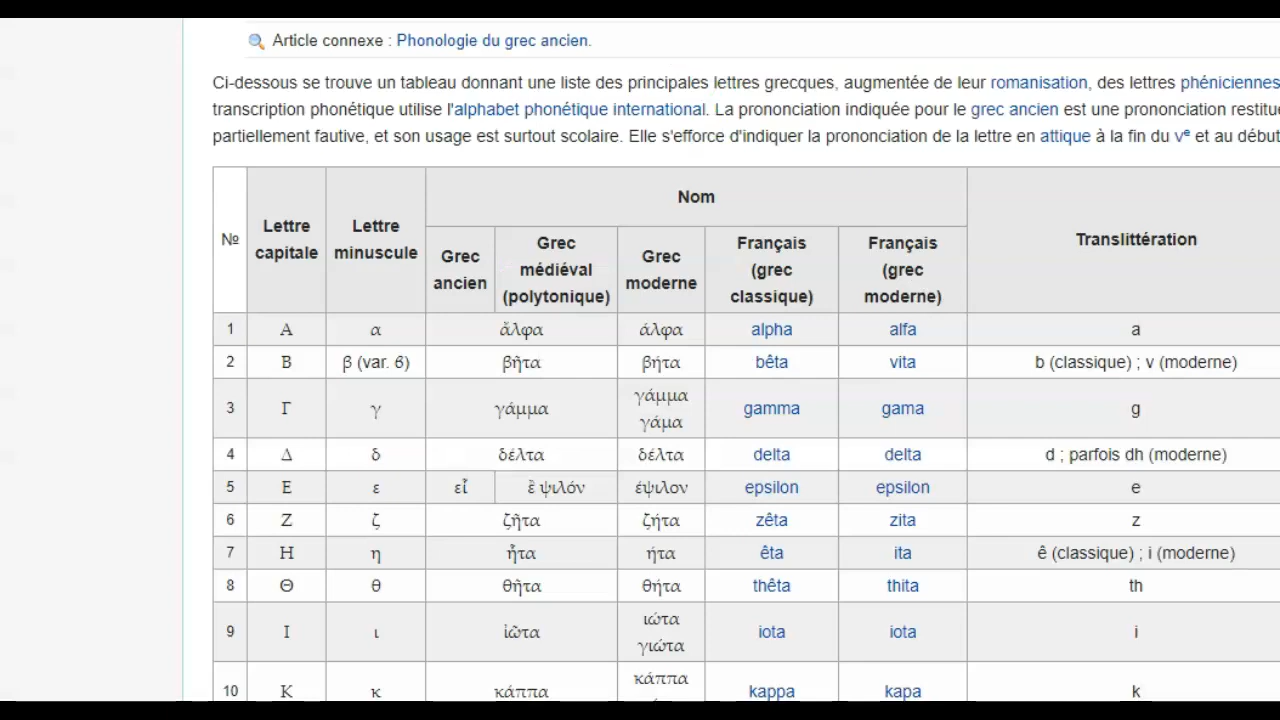 Article connexe : Phonologie du grec ancien.
Ci-dessous se trouve un tableau donnant une liste des principales lettres grecques, augmentée de leur romanisation, des lettres phéniciennes
transcription phonétique utilise l'alphabet phonétique international. La prononciation indiquée pour le grec ancien est une prononciation
partiellement fautive, et son usage est surtout scolaire. Elle s'efforce d'indiquer la prononciation de la lettre en attique à la fin du vᵉ et au début
Nom
№ Lettre capitale Lettre minuscule Grec ancien Grec médiéval (polytonique) Grec moderne Français (grec classique) Français (grec moderne) Translittération
1 Α α ἄλφα άλφα alpha alfa a
2 Β β (var. ϐ) βῆτα βήτα bêta vita b (classique) ; v (moderne)
3 Γ γ γάμμα γάμμα γάμα gamma gama g
4 Δ δ δέλτα δέλτα delta delta d ; parfois dh (moderne)
5 Ε ε εἶ ἒ ψιλόν έψιλον epsilon epsilon e
6 Ζ ζ ζῆτα ζήτα zêta zita z
7 Η η ἦτα ήτα êta ita ê (classique) ; i (moderne)
8 Θ θ θῆτα θήτα thêta thita th
9 Ι ι ἰῶτα ιώτα γιώτα iota iota i
10 Κ κ κάππα κάππα kappa kapa k